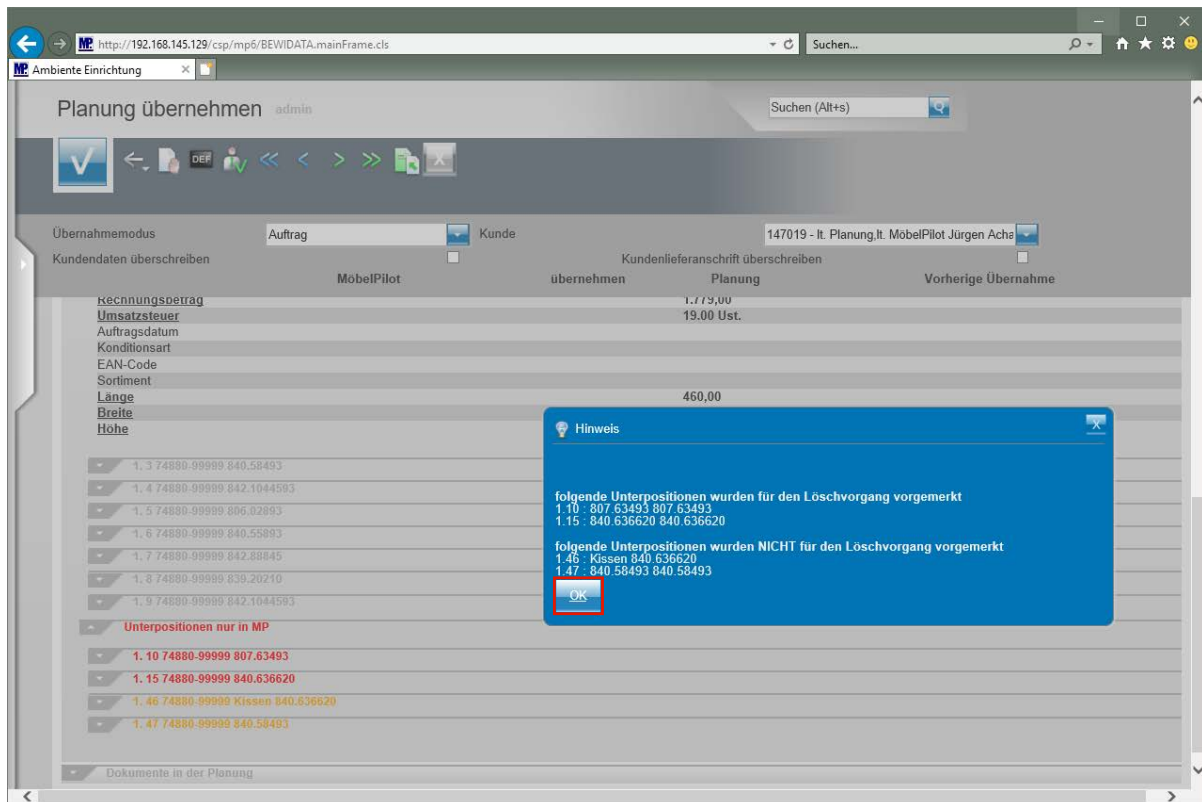 http://192.168.145.129/csp/mp6/BEWIDATA.mainFrame.cls
Suchen...
MP Ambiente Einrichtung
Planung übernehmen admin
Suchen (Alt+s)
DEF
Übernahmemodus Auftrag Kunde 147019 - lt. Planung,lt. MöbelPilot Jürgen Acha
Kundendaten überschreiben Kundenlieferanschrift überschreiben
MöbelPilot übernehmen Planung Vorherige Übernahme
Rechnungsbetrag 1.779,00
Umsatzsteuer 19.00 Ust.
Auftragsdatum
Konditionsart
EAN-Code
Sortiment
Länge 460,00
Breite
Höhe
1. 3 74880-99999 840.58493
1. 4 74880-99999 842.1044593
1. 5 74880-99999 806.02093
1. 6 74880-99999 840.55893
1. 7 74880-99999 842.88845
1. 8 74880-99999 839.20210
1. 9 74880-99999 842.1044593
Unterpositionen nur in MP
1. 10 74880-99999 807.63493
1. 15 74880-99999 840.636620
1. 46 74880-99999 Kissen 840.636620
1. 47 74880-99999 840.58493
Dokumente in der Planung
Hinweis
X
folgende Unterpositionen wurden für den Löschvorgang vorgemerkt
1.10 : 807.63493 807.63493
1.15 : 840.636620 840.636620
folgende Unterpositionen wurden NICHT für den Löschvorgang vorgemerkt
1.46 : Kissen 840.636620
1.47 : 840.58493 840.58493
OK